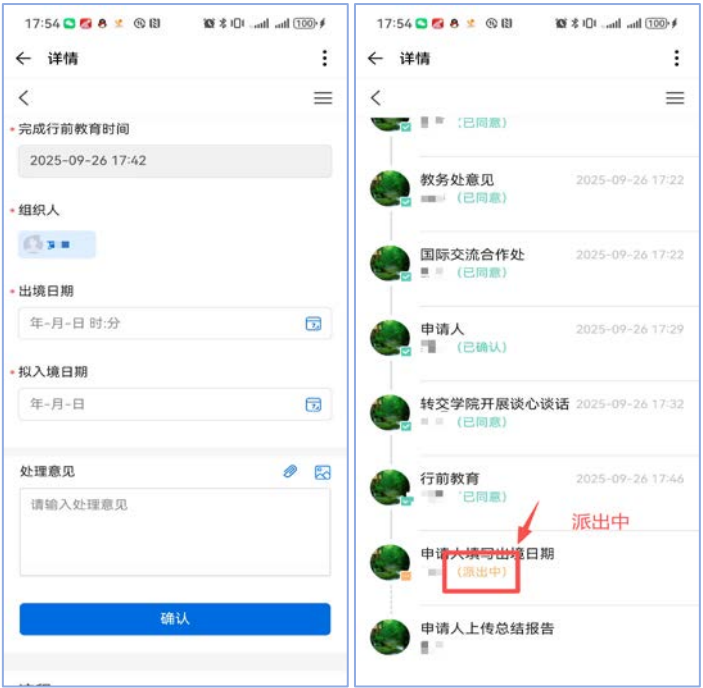 17:54
100
详情
* 完成行前教育时间
2025-09-26 17:42
* 组织人
* 出境日期
年-月-日 时:分
* 拟入境日期
年-月-日
处理意见
请输入处理意见
确认
17:54
100
详情
(已同意)
教务处意见 2025-09-26 17:22
(已同意)
国际交流合作处 2025-09-26 17:22
(已同意)
申请人 2025-09-26 17:29
(已确认)
转交学院开展谈心谈话 2025-09-26 17:32
(已同意)
行前教育 2025-09-26 17:46
(已同意)
派出中
申请人填写出境日期
(派出中)
申请人上传总结报告